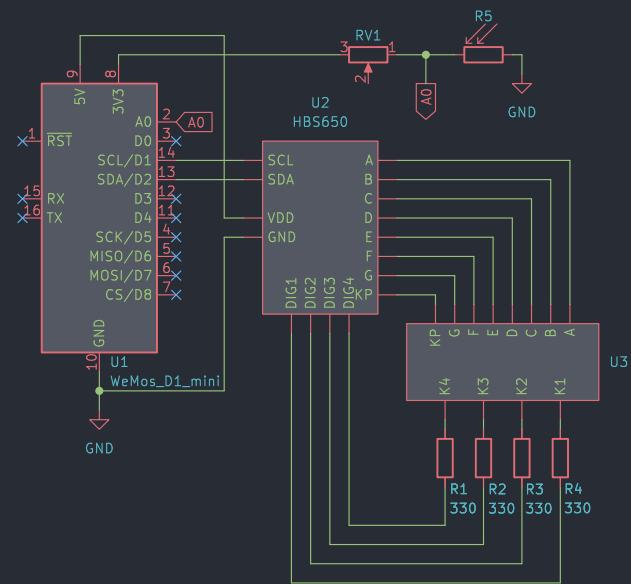 R5
RV1
3
1
2
A0
GND
9
8
5V
3V3
U2
HBS650
A0
2
A0
1
RST
D0
3
SCL/D1
14
SDA/D2
13
15
RX
D3
12
16
TX
D4
11
SCK/D5
4
MISO/D6
5
MOSI/D7
6
CS/D8
7
GND
10
U1
WeMos_D1_mini
GND
SCL
SDA
VDD
GND
A
B
C
D
E
F
G
KP
DIG1
DIG2
DIG3
DIG4
KP
G
F
E
D
C
B
A
U3
K4
K3
K2
K1
R1
330
R2
330
R3
330
R4
330